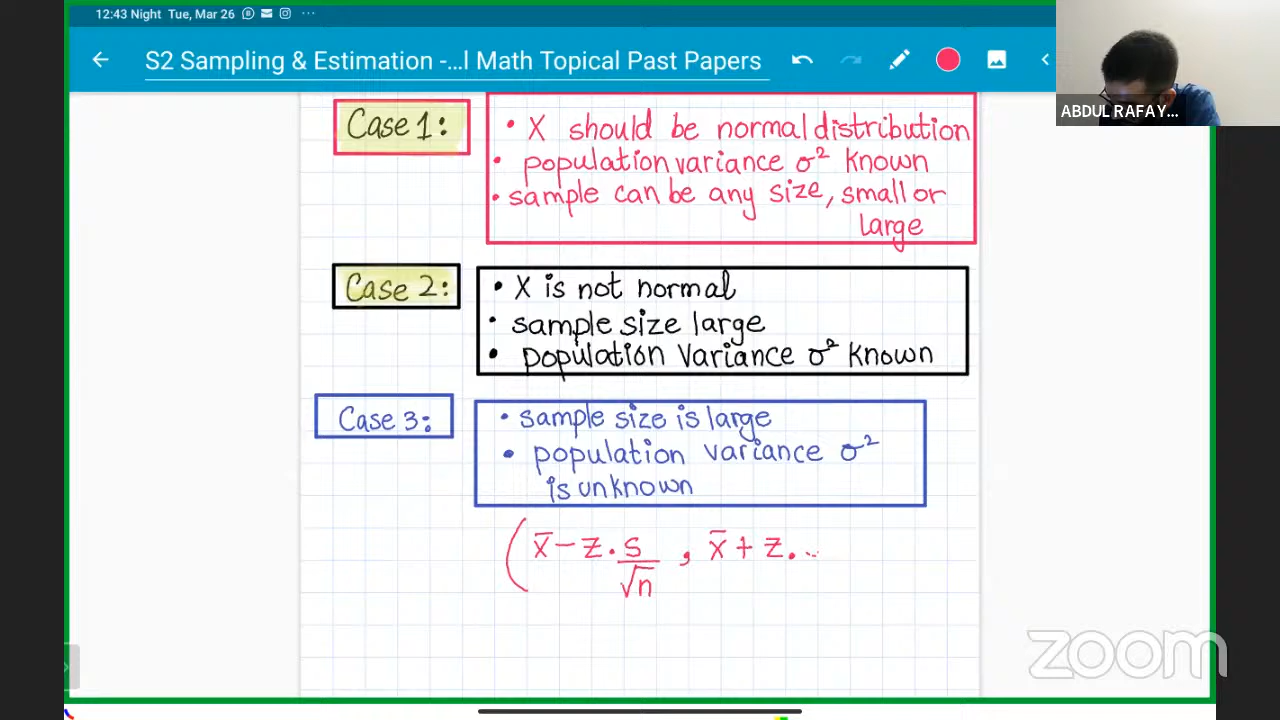 12:43 Night Tue, Mar 26 ...
S2 Sampling & Estimation -...l Math Topical Past Papers
ABDUL RAFAY...
Case 1:
• X should be normal distribution
• population variance σ² known
• sample can be any size, small or
large
Case 2:
• X is not normal
• sample size large
• population variance σ² known
Case 3:
• sample size is large
• population variance σ²
is unknown
(x̄ - z. s/√n , x̄ + z.
zoom